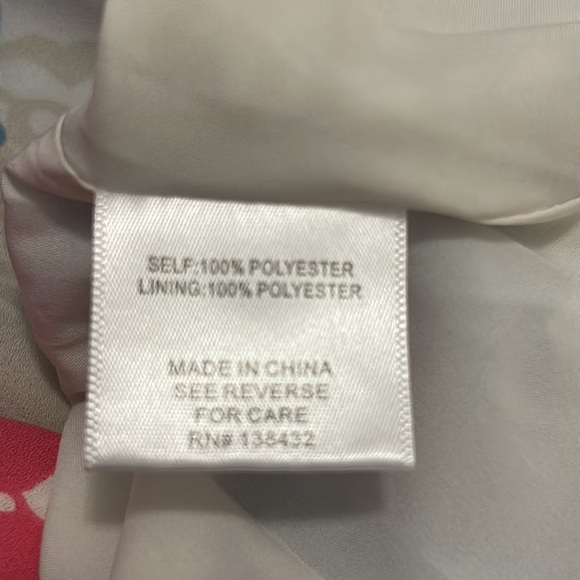 SELF:100% POLYESTER
LINING:100% POLYESTER
MADE IN CHINA
SEE REVERSE
FOR CARE
RN# 138432